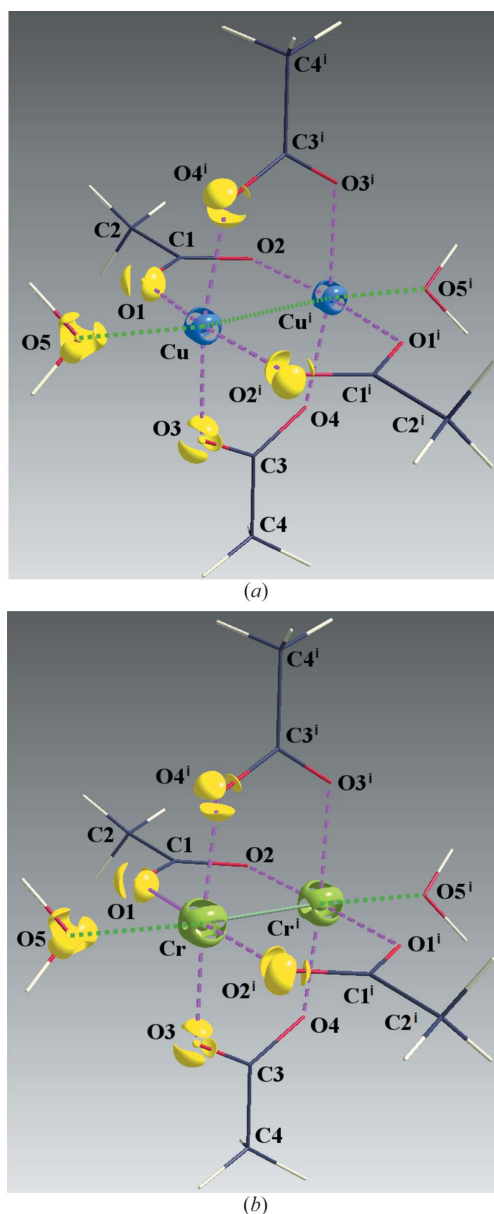 C4ⁱ
C3ⁱ
O4ⁱ
O3ⁱ
C2
C1
O2
O1
O5ⁱ
O5
Cuⁱ
Cu
O1ⁱ
O2ⁱ
C1ⁱ
O3
O4
C2ⁱ
C3
C4
(a)
C4ⁱ
C3ⁱ
O4ⁱ
O3ⁱ
C2
C1
O2
O1
O5ⁱ
O5
Crⁱ
Cr
O1ⁱ
O2ⁱ
C1ⁱ
O3
O4
C2ⁱ
C3
C4
(b)